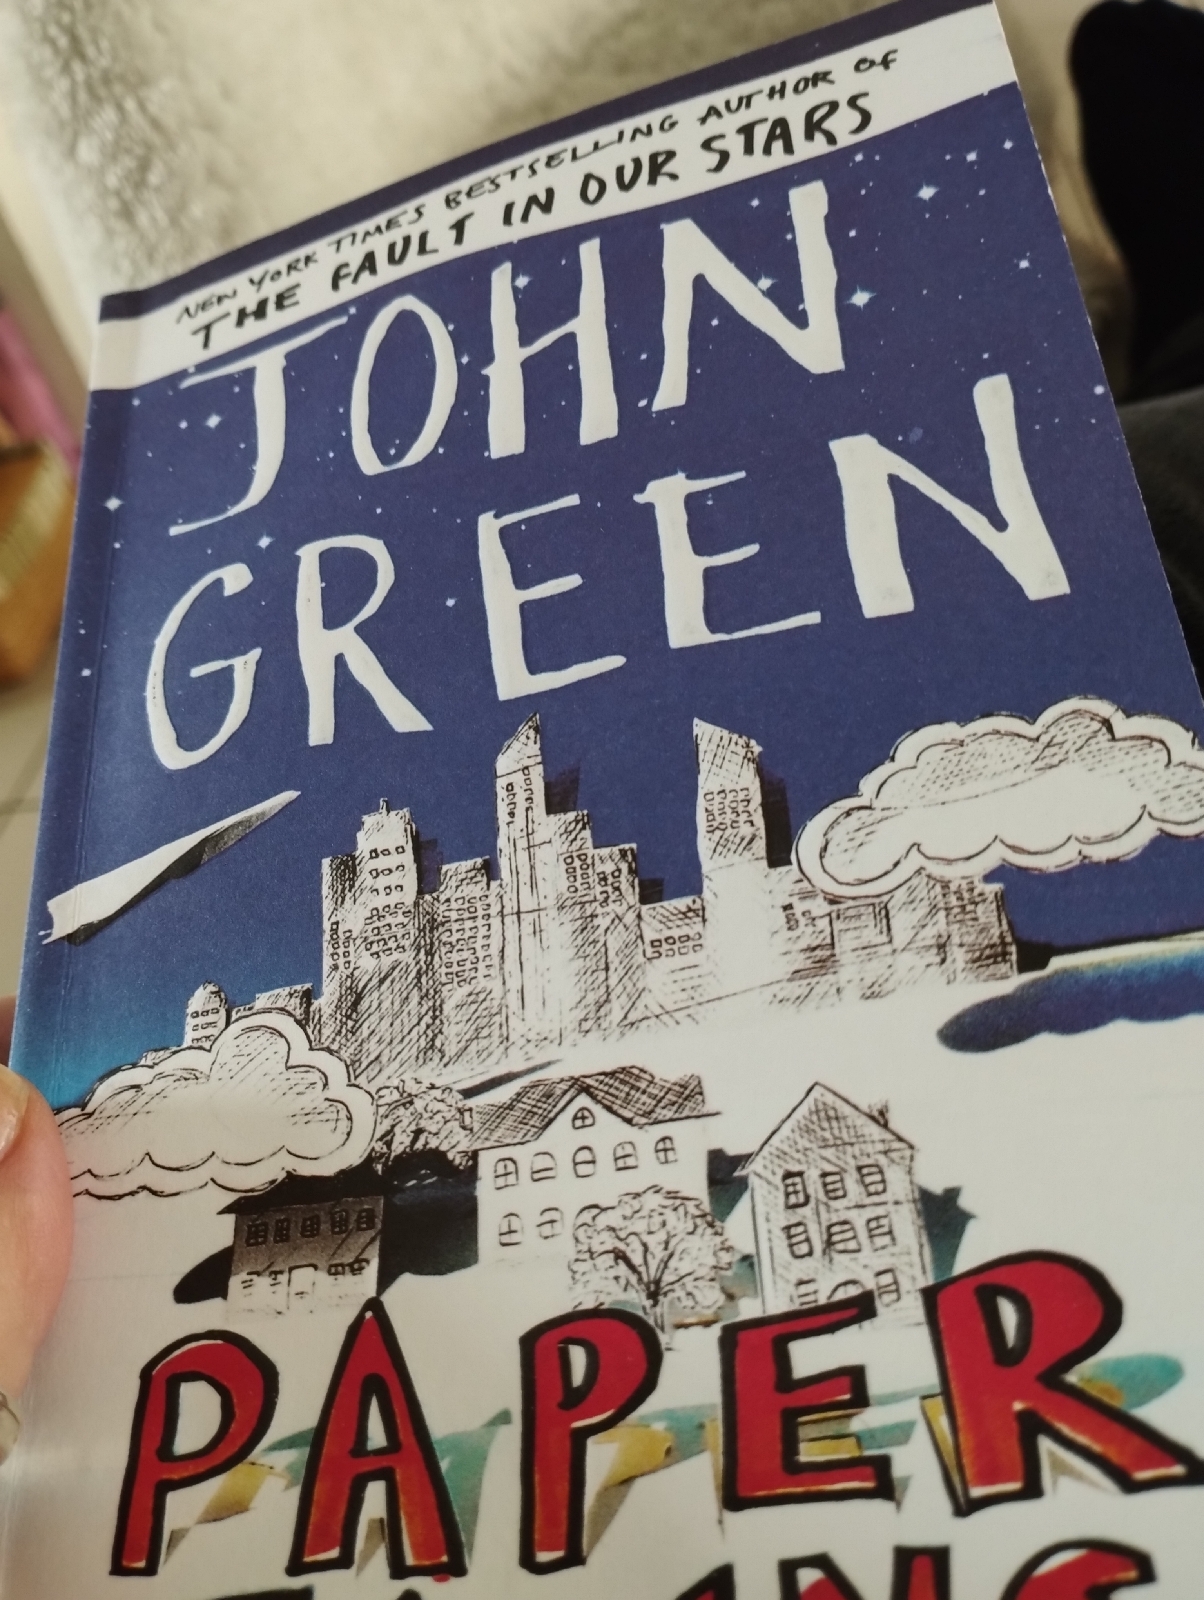 NEW YORK TIMES BESTSELLING AUTHOR OF
THE FAULT IN OUR STARS
JOHN
GREEN
PAPER